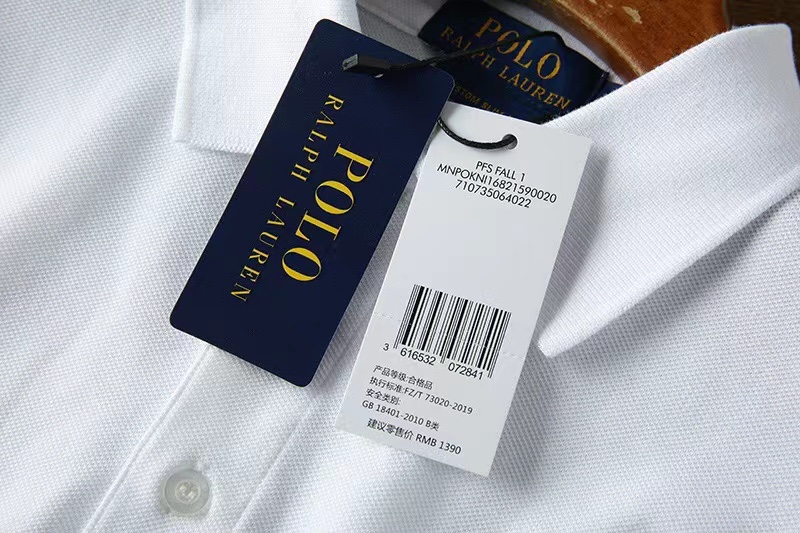 POLO
RALPH LAUREN
POLO
RALPH LAUREN
PFS FALL 1
MNPOKNI16821590020
710735064022
3 616532 072841
产品等级:合格品
执行标准:FZ/T 73020-2019
安全类别:
GB 18401-2010 B类
建议零售价 RMB 1390